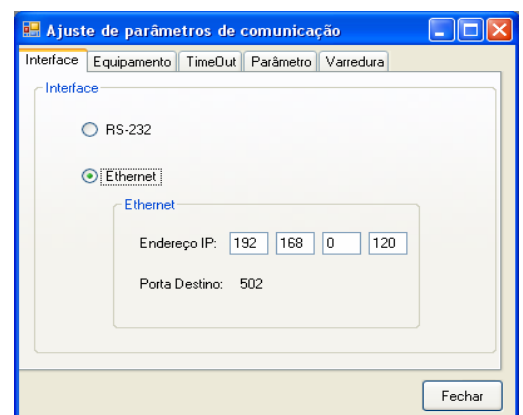 Ajuste de parâmetros de comunicação
Interface Equipamento TimeOut Parâmetro Varredura
Interface
RS-232
Ethernet
Ethernet
Endereço IP: 192 168 0 120
Porta Destino: 502
Fechar